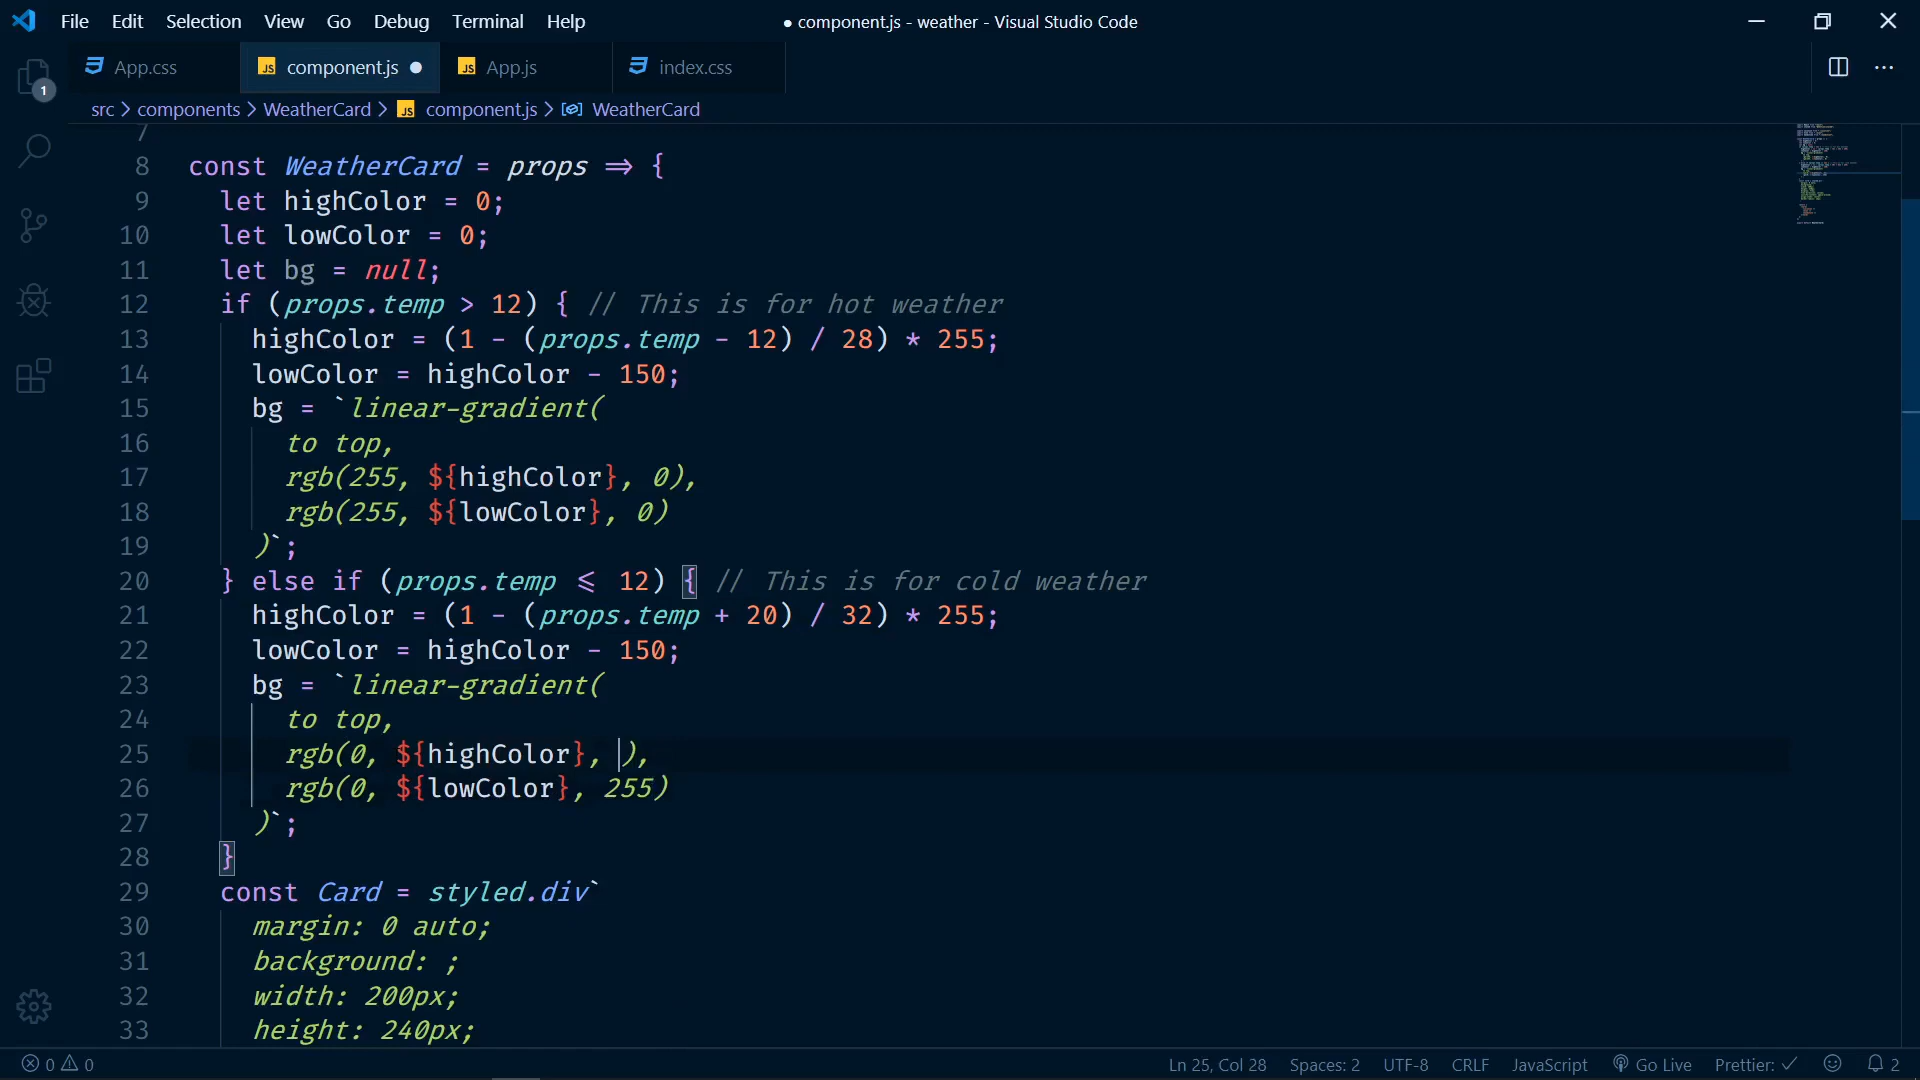 File Edit Selection View Go Debug Terminal Help
● component.js - weather - Visual Studio Code
App.css
JS component.js ●
JS App.js
index.css
1
src > components > WeatherCard > JS component.js > WeatherCard
7
8 const WeatherCard = props => {
9 let highColor = 0;
10 let lowColor = 0;
11 let bg = null;
12 if (props.temp > 12) { // This is for hot weather
13 highColor = (1 - (props.temp - 12) / 28) * 255;
14 lowColor = highColor - 150;
15 bg = `linear-gradient(
16 to top,
17 rgb(255, ${highColor}, 0),
18 rgb(255, ${lowColor}, 0)
19 )`;
20 } else if (props.temp <= 12) { // This is for cold weather
21 highColor = (1 - (props.temp + 20) / 32) * 255;
22 lowColor = highColor - 150;
23 bg = `linear-gradient(
24 to top,
25 rgb(0, ${highColor}, ),
26 rgb(0, ${lowColor}, 255)
27 )`;
28 }
29 const Card = styled.div`
30 margin: 0 auto;
31 background: ;
32 width: 200px;
33 height: 240px;
0 0 Ln 25, Col 28 Spaces: 2 UTF-8 CRLF JavaScript Go Live Prettier: ✓ 2